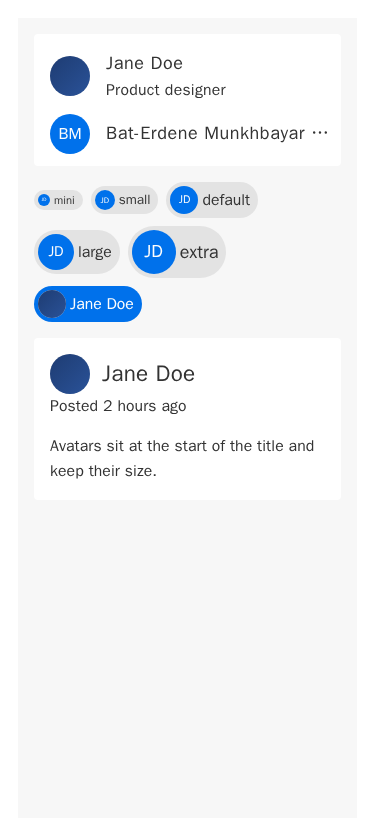 Jane Doe
Product designer
BM Bat-Erdene Munkhbayar ···
JD mini JD small JD default
JD large JD extra
Jane Doe
Jane Doe
Posted 2 hours ago
Avatars sit at the start of the title and
keep their size.